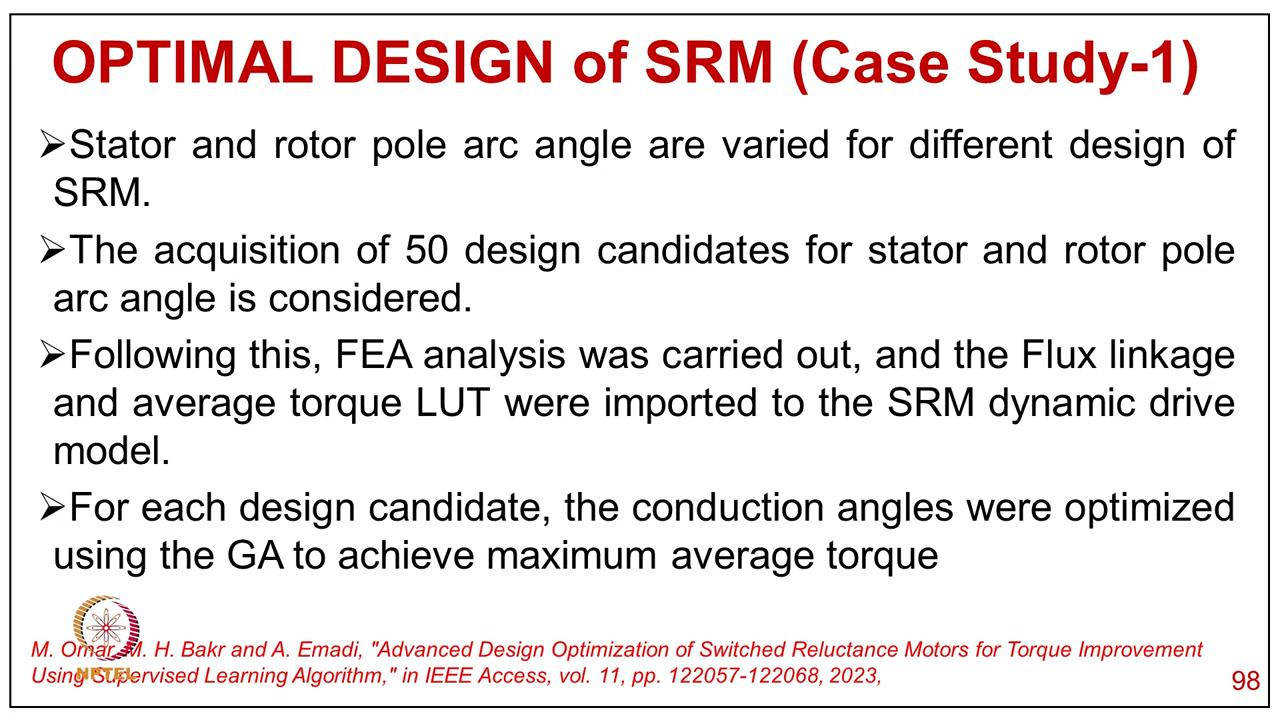 OPTIMAL DESIGN of SRM (Case Study-1)
➢Stator and rotor pole arc angle are varied for different design of
SRM.
➢The acquisition of 50 design candidates for stator and rotor pole
arc angle is considered.
➢Following this, FEA analysis was carried out, and the Flux linkage
and average torque LUT were imported to the SRM dynamic drive
model.
➢For each design candidate, the conduction angles were optimized
using the GA to achieve maximum average torque
M. Omar, M. H. Bakr and A. Emadi, "Advanced Design Optimization of Switched Reluctance Motors for Torque Improvement
Using Supervised Learning Algorithm," in IEEE Access, vol. 11, pp. 122057-122068, 2023,
NPTEL
98